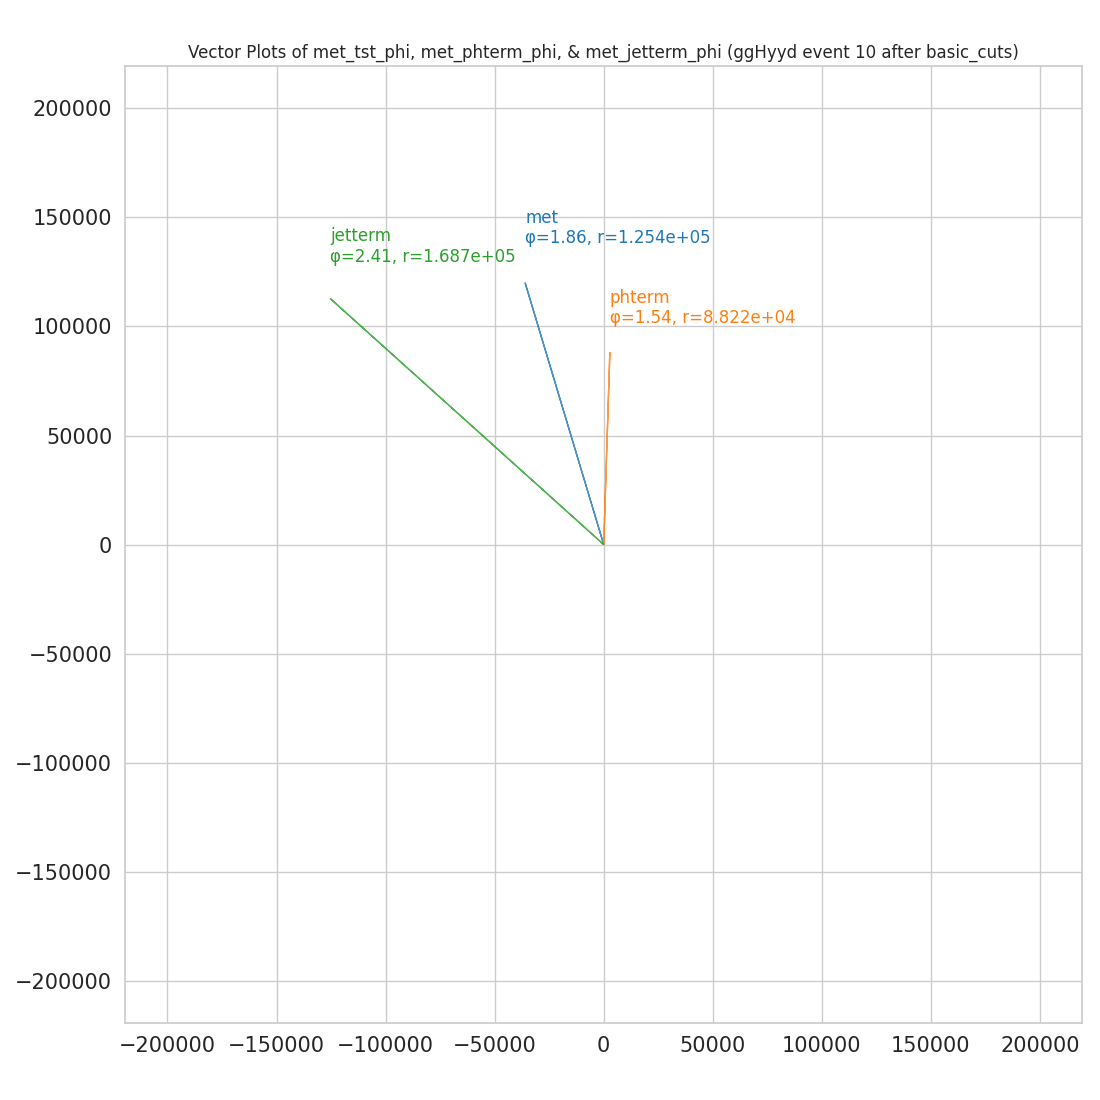 Vector Plots of met_tst_phi, met_phterm_phi, & met_jetterm_phi (ggHyyd event 10 after basic_cuts)
200000
150000
100000
50000
0
−50000
−100000
−150000
−200000
met
φ=1.86, r=1.254e+05
jetterm
φ=2.41, r=1.687e+05
phterm
φ=1.54, r=8.822e+04
−200000 −150000 −100000 −50000 0 50000 100000 150000 200000